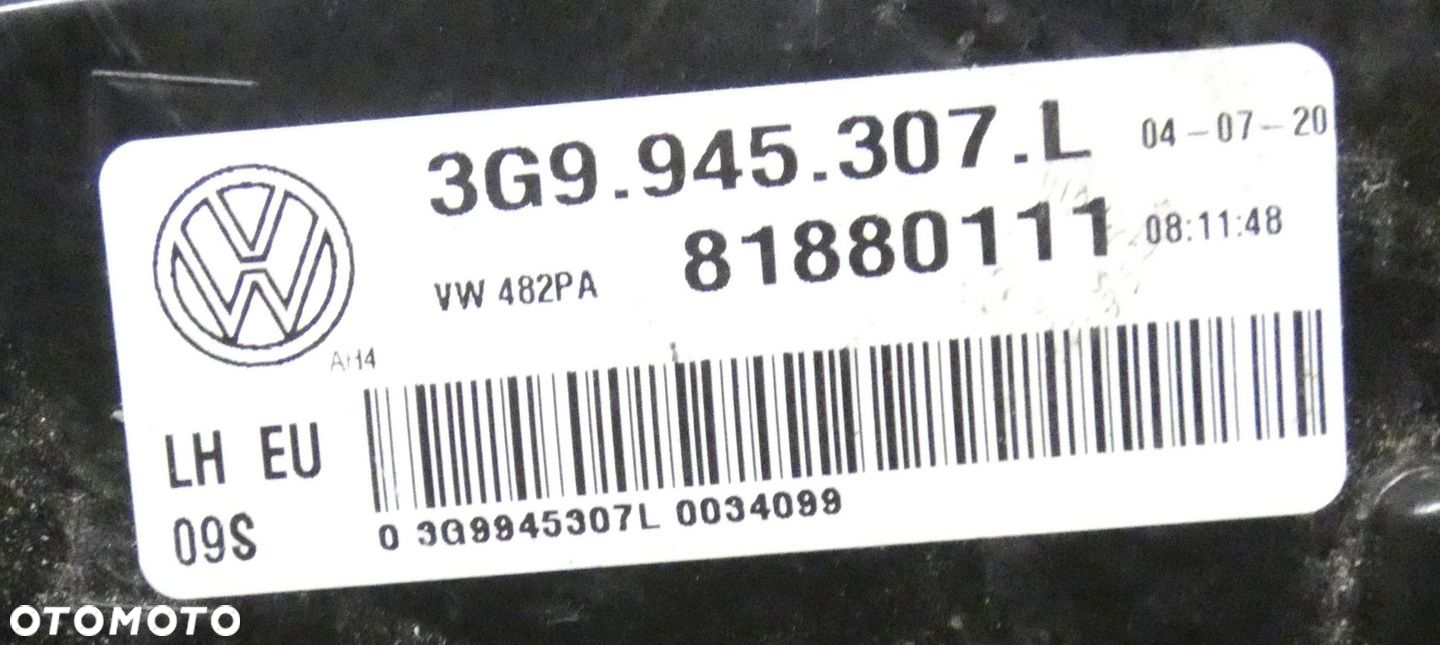 3G9.945.307.L 04-07-20
VW 482PA 81880111 08:11:48
AH4
LH EU
09S
0 3G9945307L 0034099
OTOMOTO